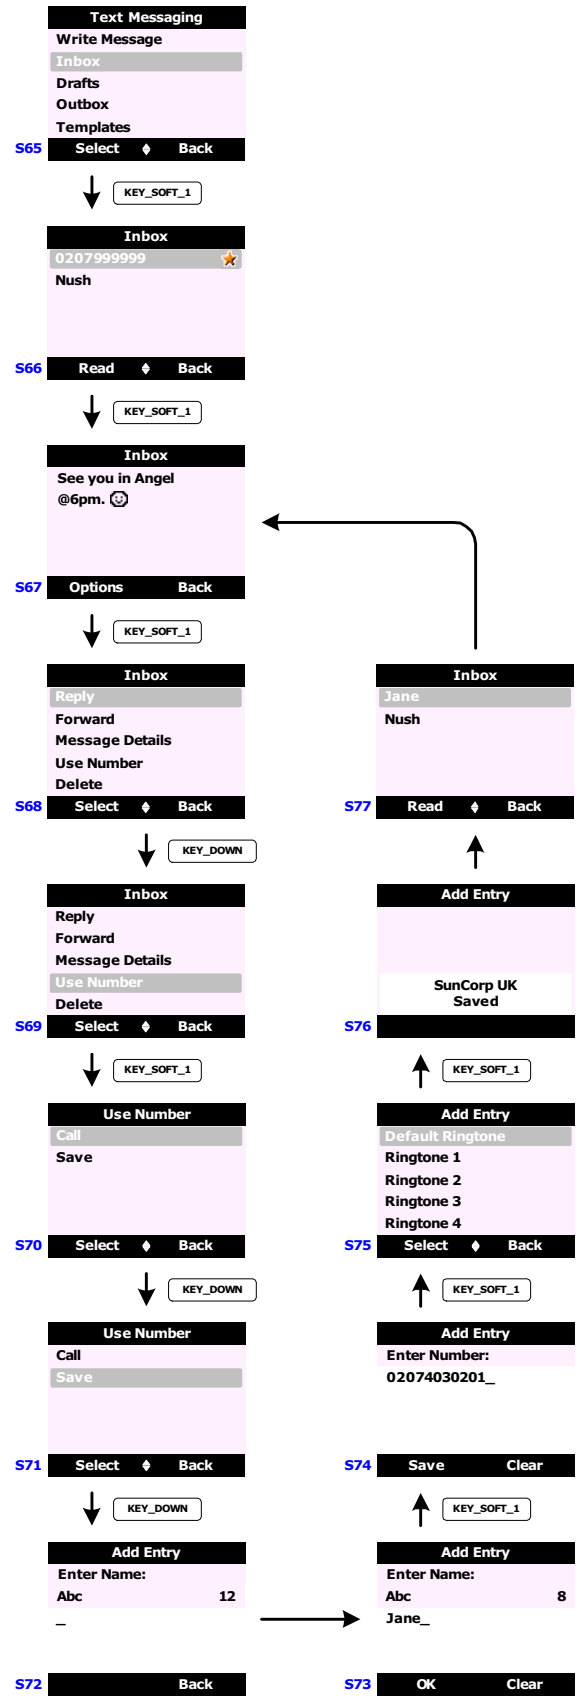 Text Messaging
Write Message
Inbox
Drafts
Outbox
Templates
S65 Select Back
KEY_SOFT_1
Inbox
0207999999
Nush
S66 Read Back
KEY_SOFT_1
Inbox
See you in Angel
@6pm.
S67 Options Back
KEY_SOFT_1
Inbox
Reply
Forward
Message Details
Use Number
Delete
S68 Select Back
KEY_DOWN
Inbox
Reply
Forward
Message Details
Use Number
Delete
S69 Select Back
KEY_SOFT_1
Use Number
Call
Save
S70 Select Back
KEY_DOWN
Use Number
Call
Save
S71 Select Back
KEY_DOWN
Add Entry
Enter Name:
Abc 12
_
S72 Back
Add Entry
Enter Name:
Abc 8
Jane_
S73 OK Clear
KEY_SOFT_1
Add Entry
Enter Number:
02074030201_
S74 Save Clear
KEY_SOFT_1
Add Entry
Default Ringtone
Ringtone 1
Ringtone 2
Ringtone 3
Ringtone 4
S75 Select Back
KEY_SOFT_1
Add Entry
SunCorp UK
Saved
S76
Inbox
Jane
Nush
S77 Read Back